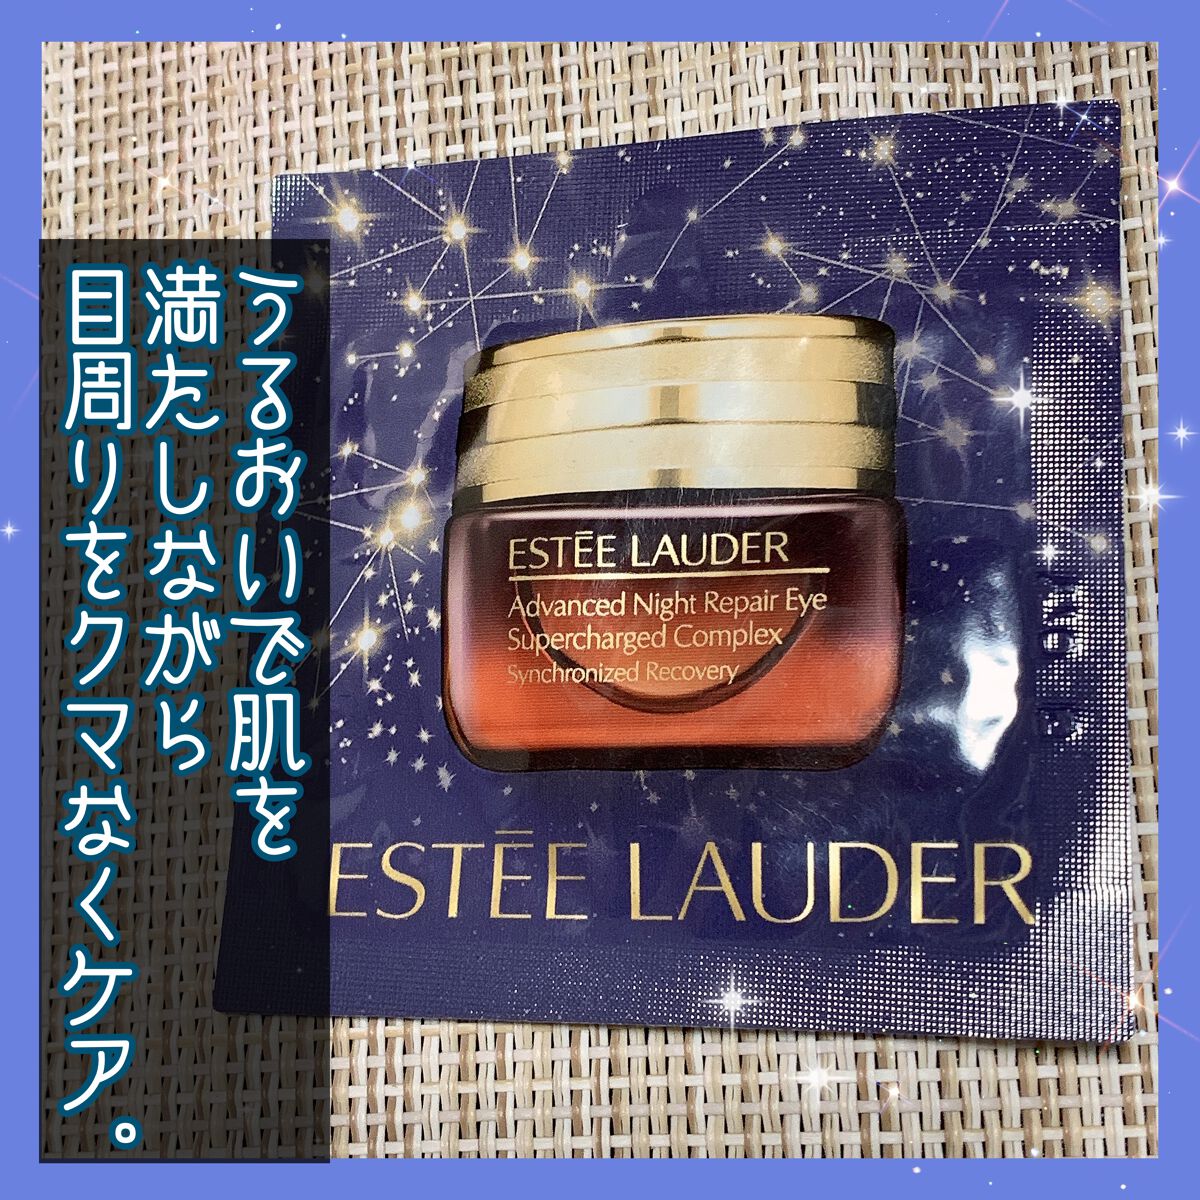 うるおいで肌を
満たしながら
目周りをクマなくケア。
ESTĒE LAUDER
Advanced Night Repair Eye
Supercharged Complex
Synchronized Recovery
ESTĒE LAUDER